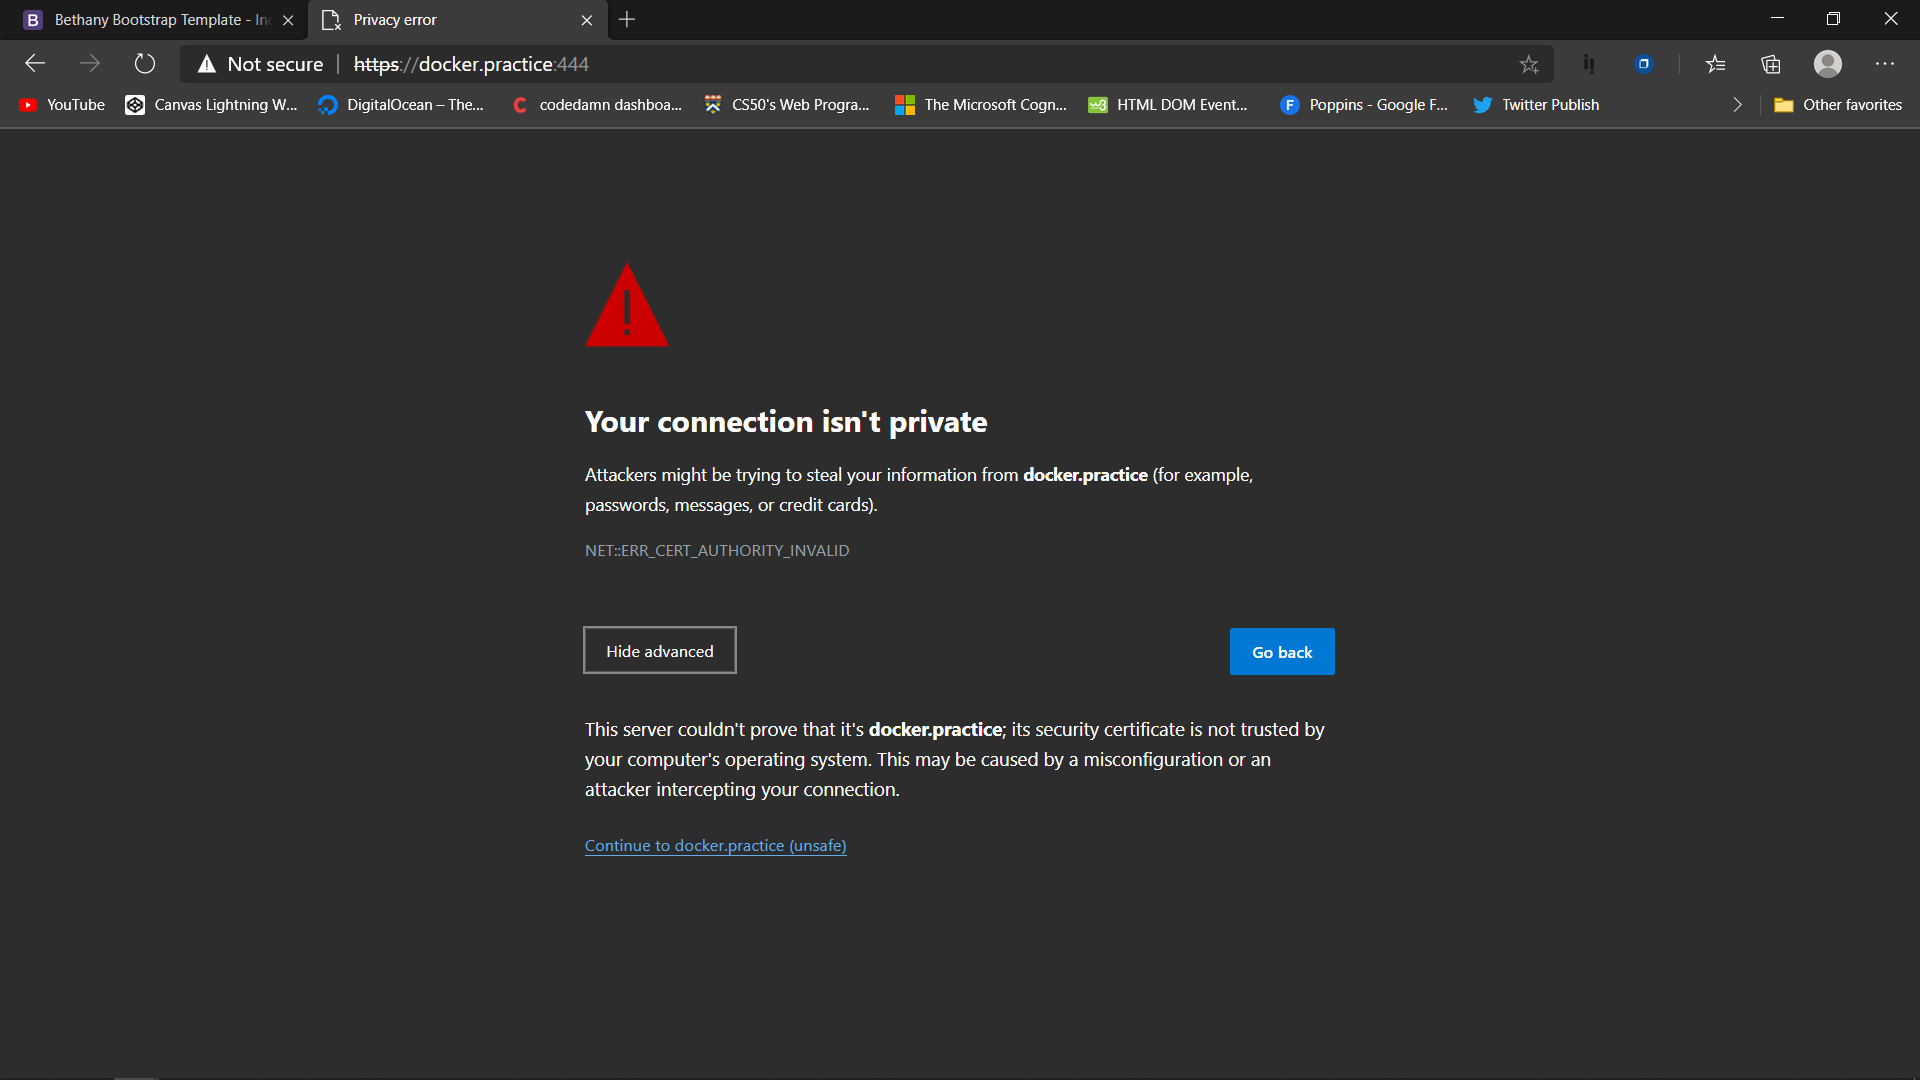 Bethany Bootstrap Template - In
Privacy error
Not secure
https://docker.practice:444
YouTube
Canvas Lightning W...
DigitalOcean – The...
codedamn dashboa...
CS50's Web Progra...
The Microsoft Cogn...
HTML DOM Event...
Poppins - Google F...
Twitter Publish
Other favorites
Your connection isn't private
Attackers might be trying to steal your information from docker.practice (for example,
passwords, messages, or credit cards).
NET::ERR_CERT_AUTHORITY_INVALID
Hide advanced
Go back
This server couldn't prove that it's docker.practice; its security certificate is not trusted by
your computer's operating system. This may be caused by a misconfiguration or an
attacker intercepting your connection.
Continue to docker.practice (unsafe)